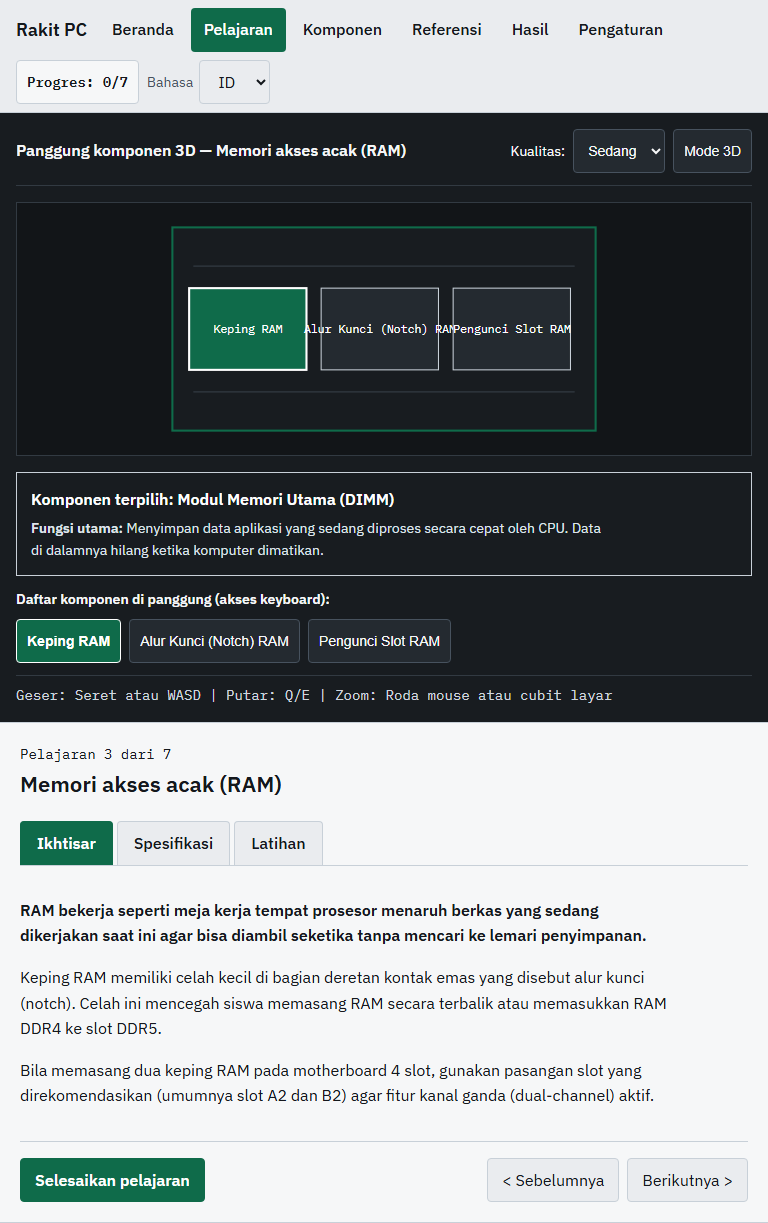 Rakit PC Beranda Pelajaran Komponen Referensi Hasil Pengaturan
Progres: 0/7 Bahasa ID
Panggung komponen 3D — Memori akses acak (RAM) Kualitas: Sedang Mode 3D
Keping RAM Alur Kunci (Notch) RAM Pengunci Slot RAM
Komponen terpilih: Modul Memori Utama (DIMM)
Fungsi utama: Menyimpan data aplikasi yang sedang diproses secara cepat oleh CPU. Data
di dalamnya hilang ketika komputer dimatikan.
Daftar komponen di panggung (akses keyboard):
Keping RAM Alur Kunci (Notch) RAM Pengunci Slot RAM
Geser: Seret atau WASD | Putar: Q/E | Zoom: Roda mouse atau cubit layar
Pelajaran 3 dari 7
Memori akses acak (RAM)
Ikhtisar Spesifikasi Latihan
RAM bekerja seperti meja kerja tempat prosesor menaruh berkas yang sedang
dikerjakan saat ini agar bisa diambil seketika tanpa mencari ke lemari penyimpanan.
Keping RAM memiliki celah kecil di bagian deretan kontak emas yang disebut alur kunci
(notch). Celah ini mencegah siswa memasang RAM secara terbalik atau memasukkan RAM
DDR4 ke slot DDR5.
Bila memasang dua keping RAM pada motherboard 4 slot, gunakan pasangan slot yang
direkomendasikan (umumnya slot A2 dan B2) agar fitur kanal ganda (dual-channel) aktif.
Selesaikan pelajaran < Sebelumnya Berikutnya >